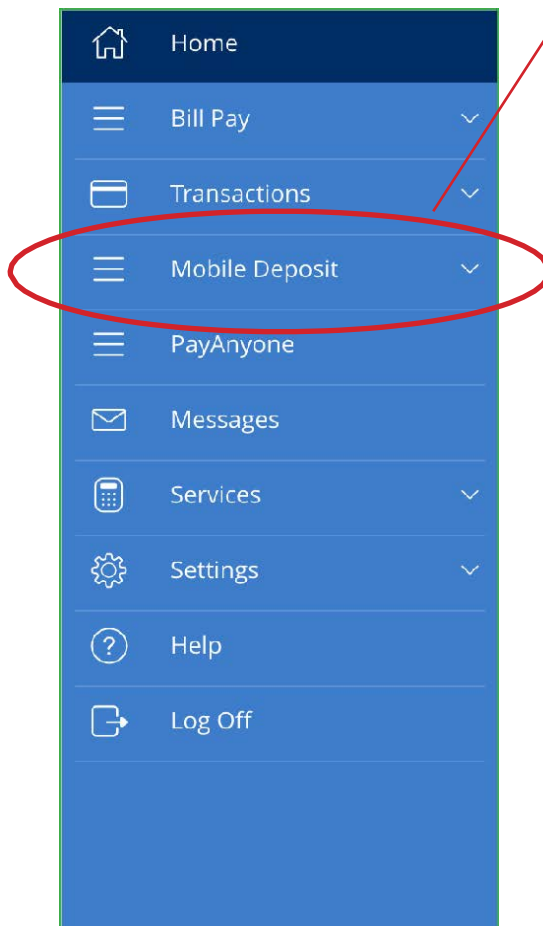 Home
Bill Pay
Transactions
Mobile Deposit
PayAnyone
Messages
Services
Settings
Help
Log Off